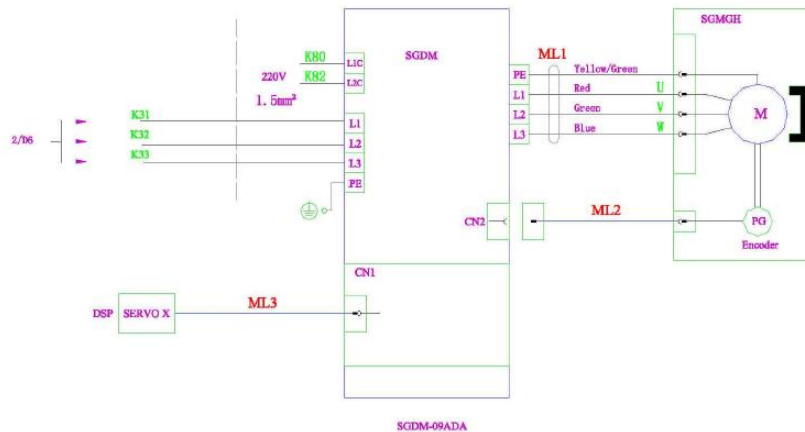 SGDM
SGMGH
K80
L1C
220V
K82
L2C
1.5mm²
ML1
PE
Yellow/Green
L1
Red
U
L2
Green
V
L3
Blue
W
M
2/D6
K31
L1
K32
L2
K33
L3
PE
CN2
ML2
PG
Encoder
CN1
DSP
SERVO X
ML3
SGDM-09ADA